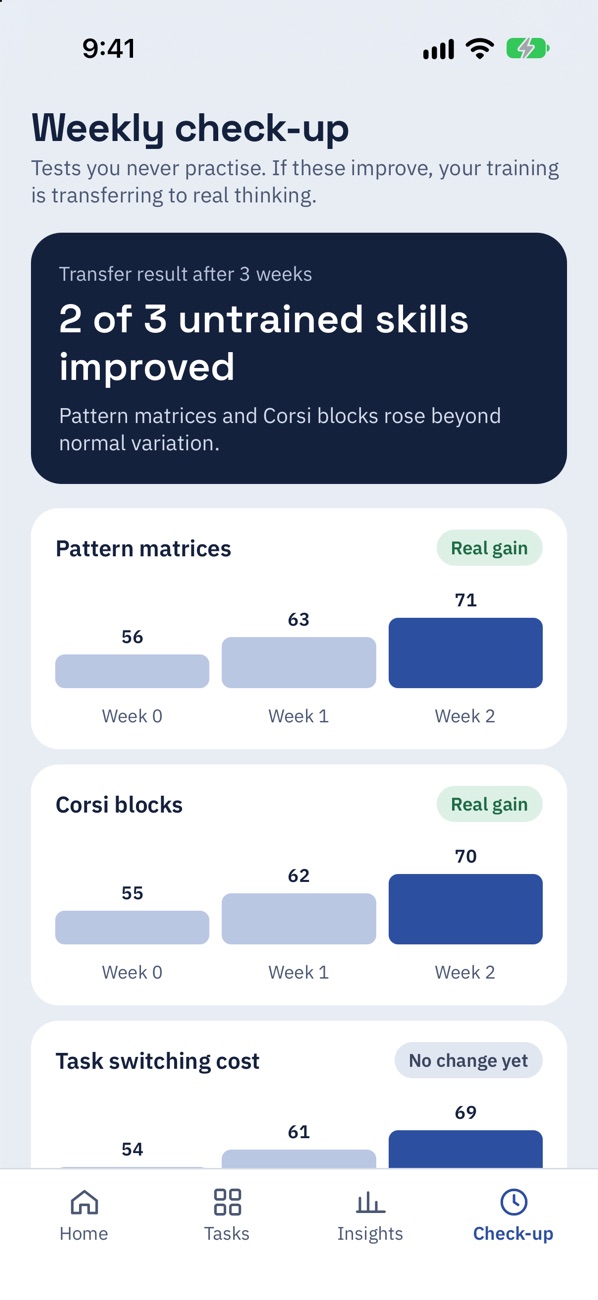 9:41
Weekly check-up
Tests you never practise. If these improve, your training
is transferring to real thinking.
Transfer result after 3 weeks
2 of 3 untrained skills
improved
Pattern matrices and Corsi blocks rose beyond
normal variation.
Pattern matrices
Real gain
56
63
71
Week 0
Week 1
Week 2
Corsi blocks
Real gain
55
62
70
Week 0
Week 1
Week 2
Task switching cost
No change yet
54
61
69
Home
Tasks
Insights
Check-up